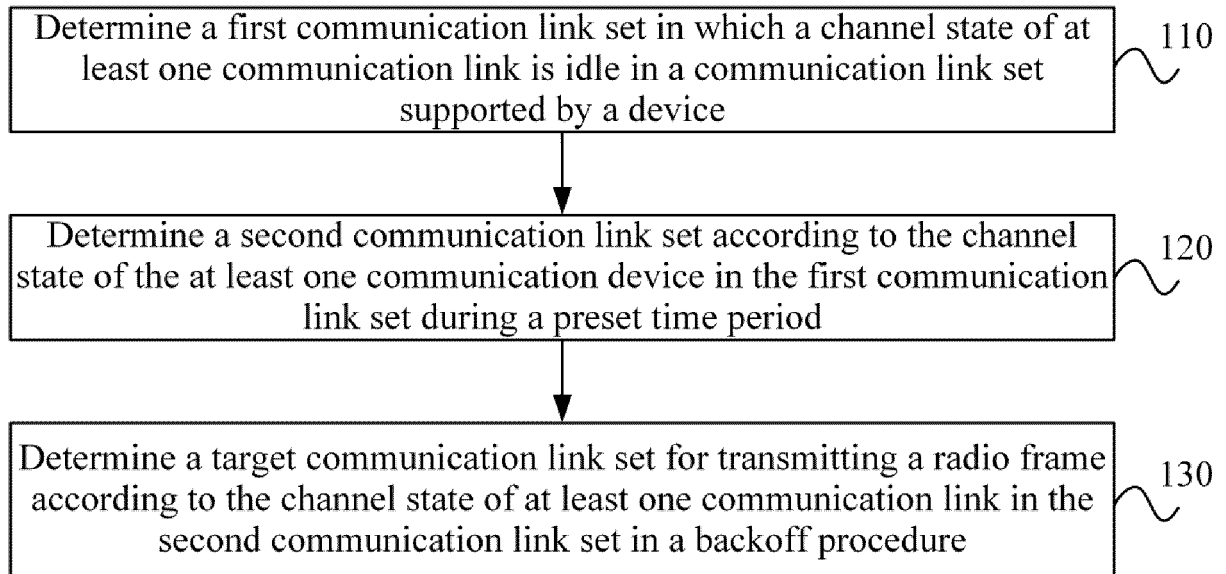 Determine a first communication link set in which a channel state of at
least one communication link is idle in a communication link set
supported by a device
110
Determine a second communication link set according to the channel
state of the at least one communication device in the first communication
link set during a preset time period
120
Determine a target communication link set for transmitting a radio frame
according to the channel state of at least one communication link in the
second communication link set in a backoff procedure
130